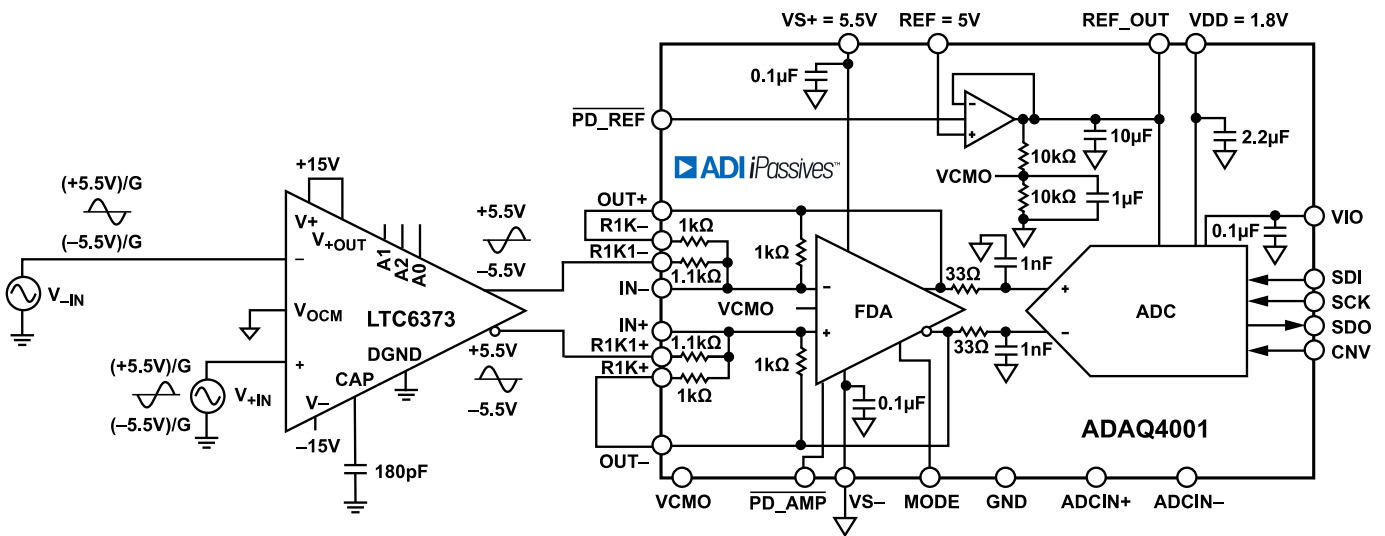 VS+ = 5.5V
REF = 5V
REF_OUT
VDD = 1.8V
0.1µF
PD_REF
10µF
2.2µF
10kΩ
VCMO
10kΩ
1µF
ADI iPassives™
+15V
(+5.5V)/G
(–5.5V)/G
V+
V+OUT
A1
A2
A0
+5.5V
–5.5V
OUT+
R1K–
R1K1–
IN–
1kΩ
1.1kΩ
1kΩ
VIO
0.1µF
1nF
33Ω
V–IN
–
VOCM
LTC6373
VCMO
–
FDA
+
ADC
SDI
SCK
SDO
CNV
IN+
R1K1+
R1K+
1.1kΩ
1kΩ
+
1kΩ
33Ω
–
1nF
DGND
+5.5V
–5.5V
(+5.5V)/G
(–5.5V)/G
V+IN
+
CAP
V–
–15V
180pF
OUT–
0.1µF
ADAQ4001
VCMO
PD_AMP
VS–
MODE
GND
ADCIN+
ADCIN–
–
+